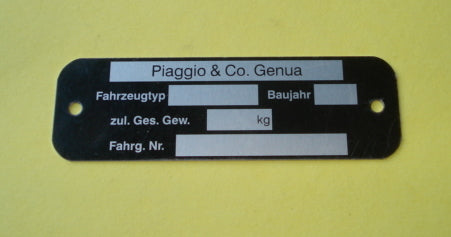 Piaggio & Co. Genua
Fahrzeugtyp Baujahr
zul. Ges. Gew. kg
Fahrg. Nr.